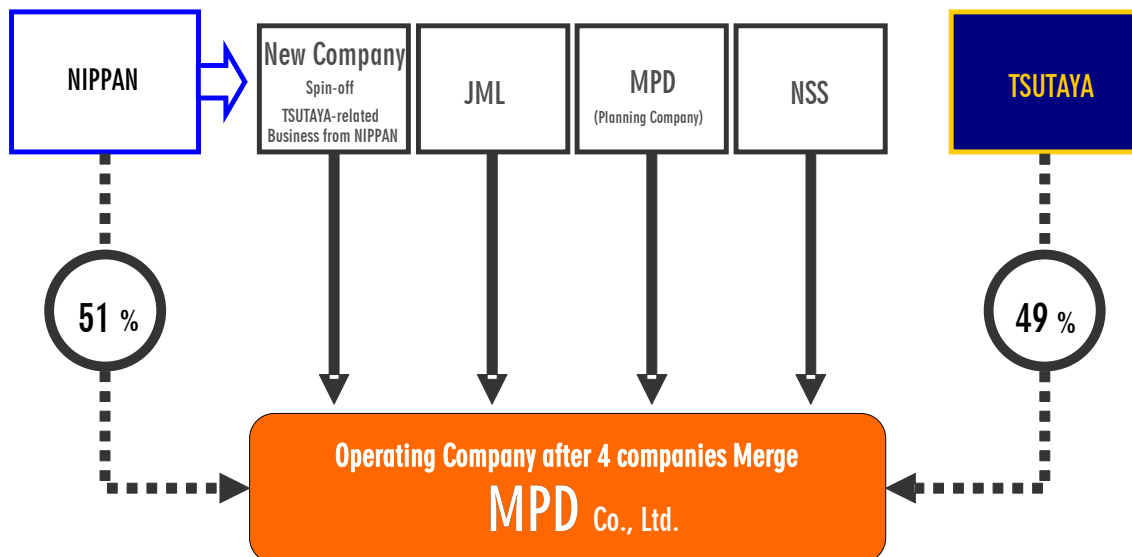 NIPPAN
New Company
Spin-off
TSUTAYA-related
Business from NIPPAN
JML
MPD
(Planning Company)
NSS
TSUTAYA
51 %
49 %
Operating Company after 4 companies Merge
MPD Co., Ltd.